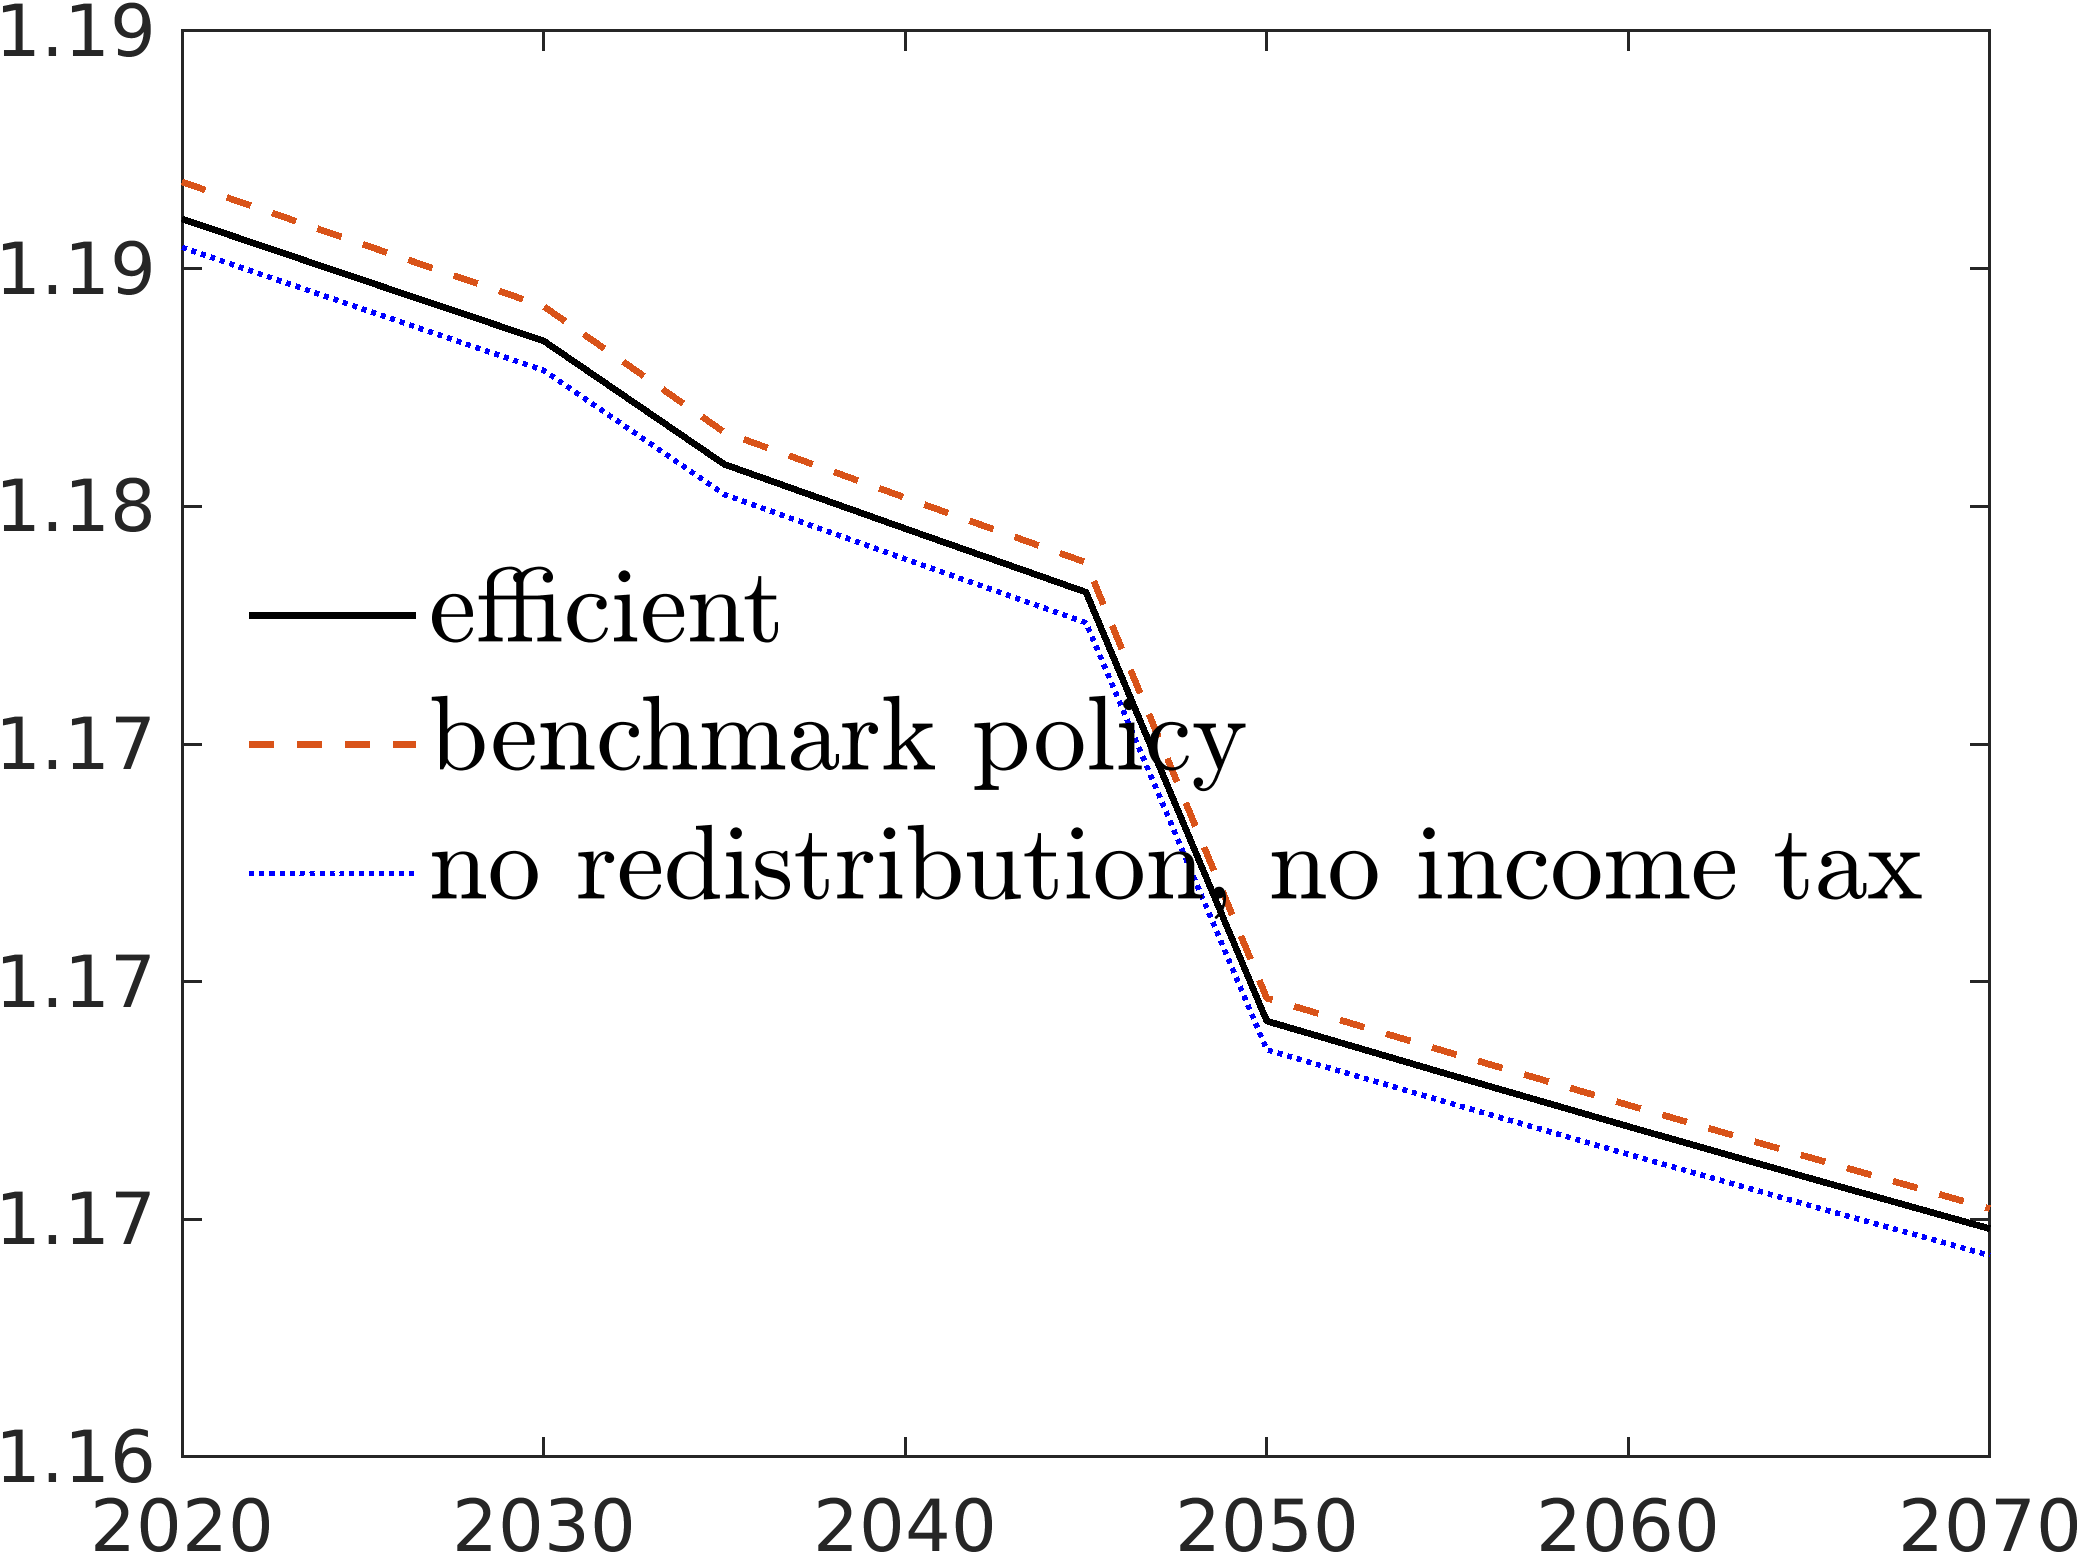 1.19
1.19
1.18
efficient
1.17
benchmark policy
no redistribution, no income tax
1.17
1.17
1.16
2020 2030 2040 2050 2060 2070